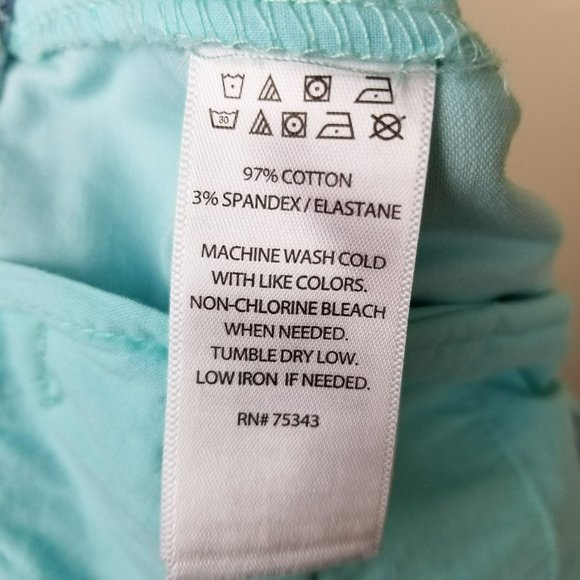 30
97% COTTON
3% SPANDEX / ELASTANE
MACHINE WASH COLD
WITH LIKE COLORS.
NON-CHLORINE BLEACH
WHEN NEEDED.
TUMBLE DRY LOW.
LOW IRON IF NEEDED.
RN# 75343